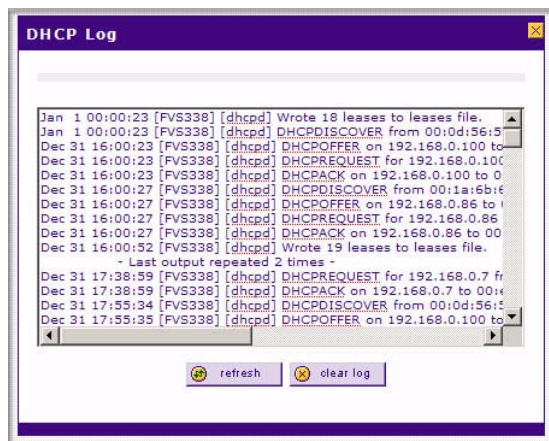 DHCP Log
Jan 1 00:00:23 [FVS338] [dhcpd] Wrote 18 leases to leases file.
Jan 1 00:00:23 [FVS338] [dhcpd] DHCPDISCOVER from 00:0d:56:5
Dec 31 16:00:23 [FVS338] [dhcpd] DHCPOFFER on 192.168.0.100 to
Dec 31 16:00:23 [FVS338] [dhcpd] DHCPREQUEST for 192.168.0.100
Dec 31 16:00:23 [FVS338] [dhcpd] DHCPACK on 192.168.0.100 to 0
Dec 31 16:00:27 [FVS338] [dhcpd] DHCPDISCOVER from 00:1a:6b:6
Dec 31 16:00:27 [FVS338] [dhcpd] DHCPOFFER on 192.168.0.86 to
Dec 31 16:00:27 [FVS338] [dhcpd] DHCPREQUEST for 192.168.0.86
Dec 31 16:00:27 [FVS338] [dhcpd] DHCPACK on 192.168.0.86 to 00
Dec 31 16:00:52 [FVS338] [dhcpd] Wrote 19 leases to leases file.
- Last output repeated 2 times -
Dec 31 17:38:59 [FVS338] [dhcpd] DHCPREQUEST for 192.168.0.7 fr
Dec 31 17:38:59 [FVS338] [dhcpd] DHCPACK on 192.168.0.7 to 00:
Dec 31 17:55:34 [FVS338] [dhcpd] DHCPDISCOVER from 00:0d:56:5
Dec 31 17:55:35 [FVS338] [dhcpd] DHCPOFFER on 192.168.0.100 to
refresh
clear log